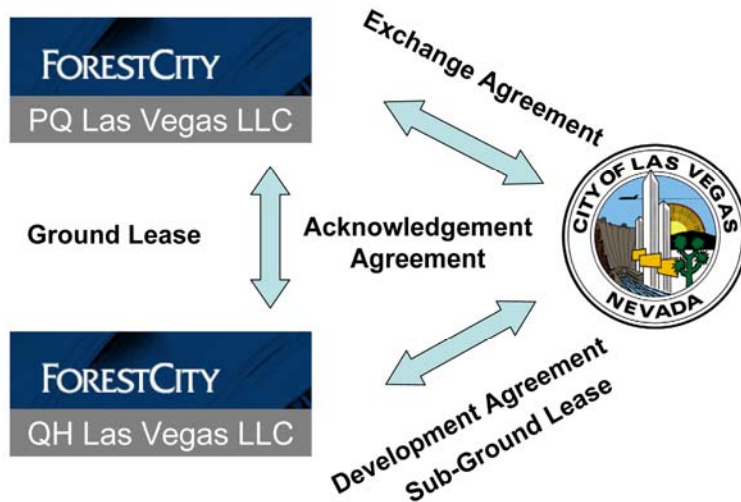 FORESTCITY
PQ Las Vegas LLC
Exchange Agreement
CITY OF LAS VEGAS
NEVADA
Ground Lease
Acknowledgement
Agreement
FORESTCITY
QH Las Vegas LLC
Development Agreement
Sub-Ground Lease